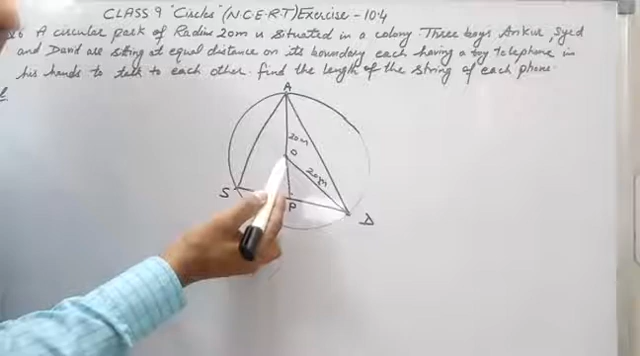 CLASS 9 "Circles" (N.C.E.R.T) Exercise - 10.4
Q6 A circular park of Radius 20m is situated in a colony Three boys Ankur, Syed
and David are siting at equal distance on its boundary each having a toy telephone in
his hands to talk to each other. find the length of the string of each phone.
A
20m
O
20m
S
P
D